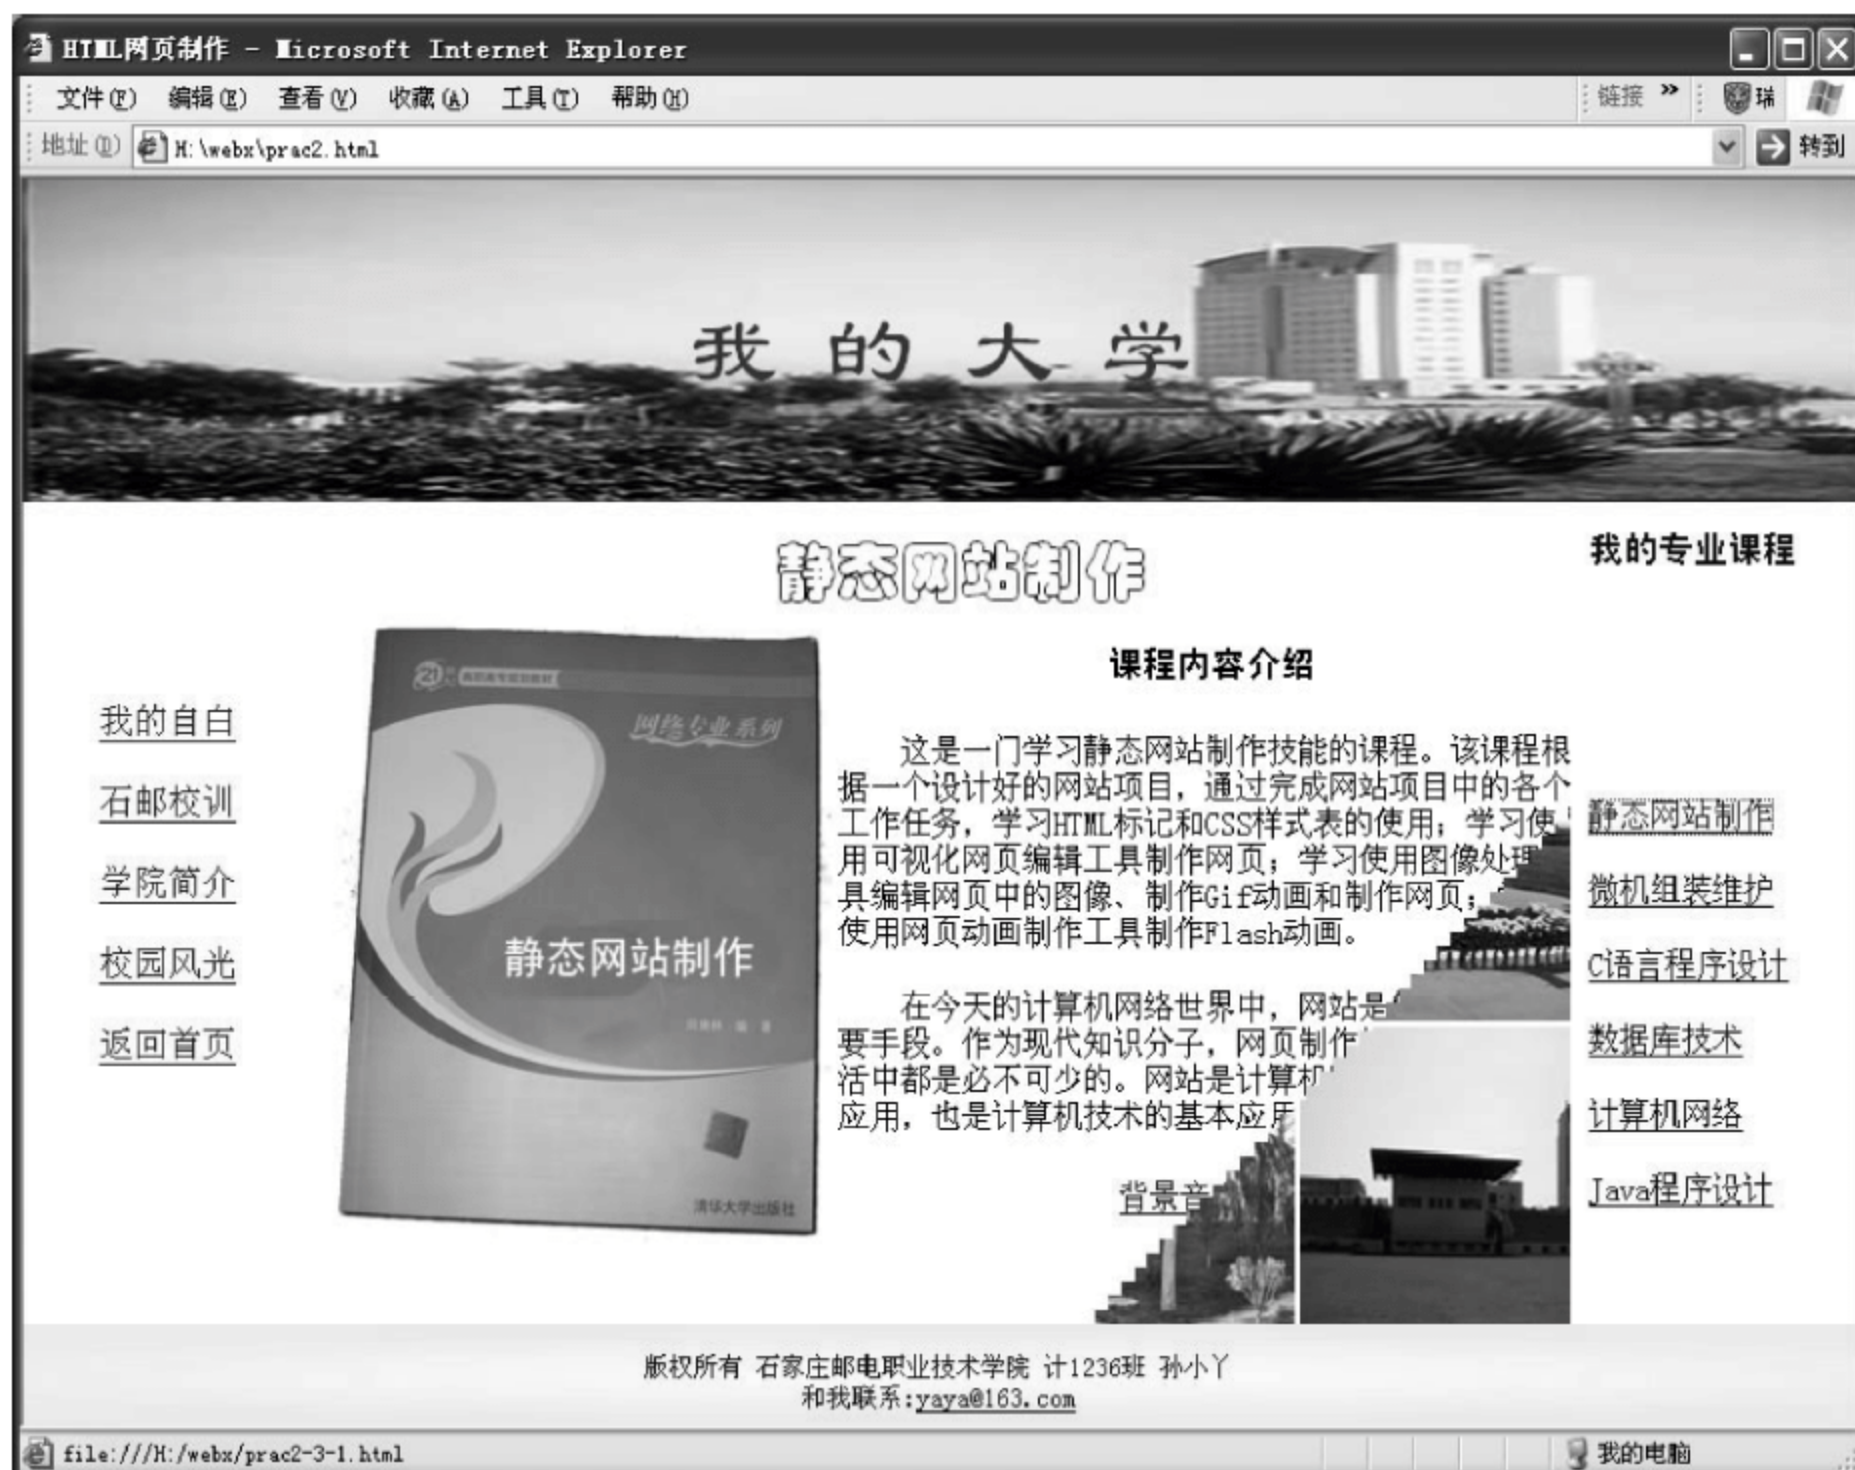 HTML网页制作 - Microsoft Internet Explorer
文件(F) 编辑(E) 查看(V) 收藏(A) 工具(T) 帮助(H) 链接 » 瑞
地址(D) H:\webx\prac2.html 转到
我的大学
静态网站制作
我的专业课程
21
网络专业系列
静态网站制作
编著
清华大学出版社
我的自白
石邮校训
学院简介
校园风光
返回首页
课程内容介绍
这是一门学习静态网站制作技能的课程。该课程根
据一个设计好的网站项目，通过完成网站项目中的各个
工作任务，学习HTML标记和CSS样式表的使用；学习使
用可视化网页编辑工具制作网页；学习使用图像处理
具编辑网页中的图像、制作Gif动画和制作网页；
使用网页动画制作工具制作Flash动画。
在今天的计算机网络世界中，网站是
要手段。作为现代知识分子，网页制作
活中都是必不可少的。网站是计算机
应用，也是计算机技术的基本应用
背景音
静态网站制作
微机组装维护
C语言程序设计
数据库技术
计算机网络
Java程序设计
版权所有 石家庄邮电职业技术学院 计1236班 孙小丫
和我联系:yaya@163.com
file:///H:/webx/prac2-3-1.html 我的电脑